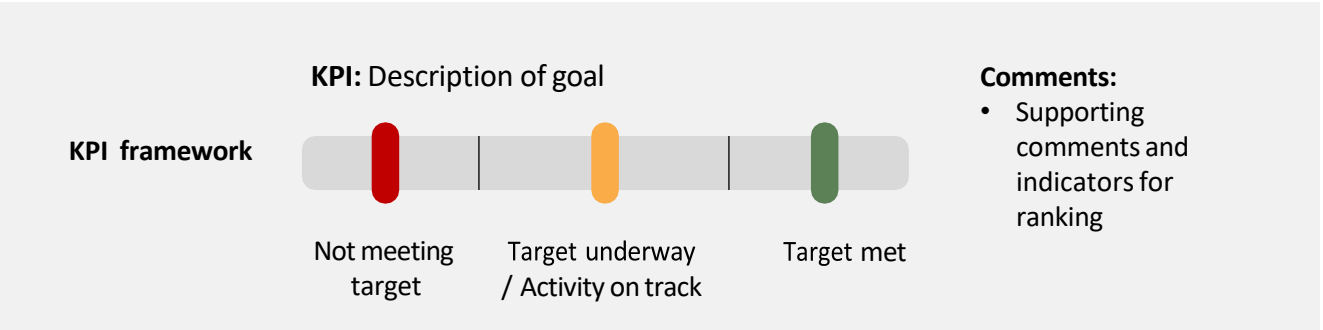 KPI: Description of goal
KPI framework
Not meeting
target
Target underway
/ Activity on track
Target met
Comments:
• Supporting
comments and
indicators for
ranking